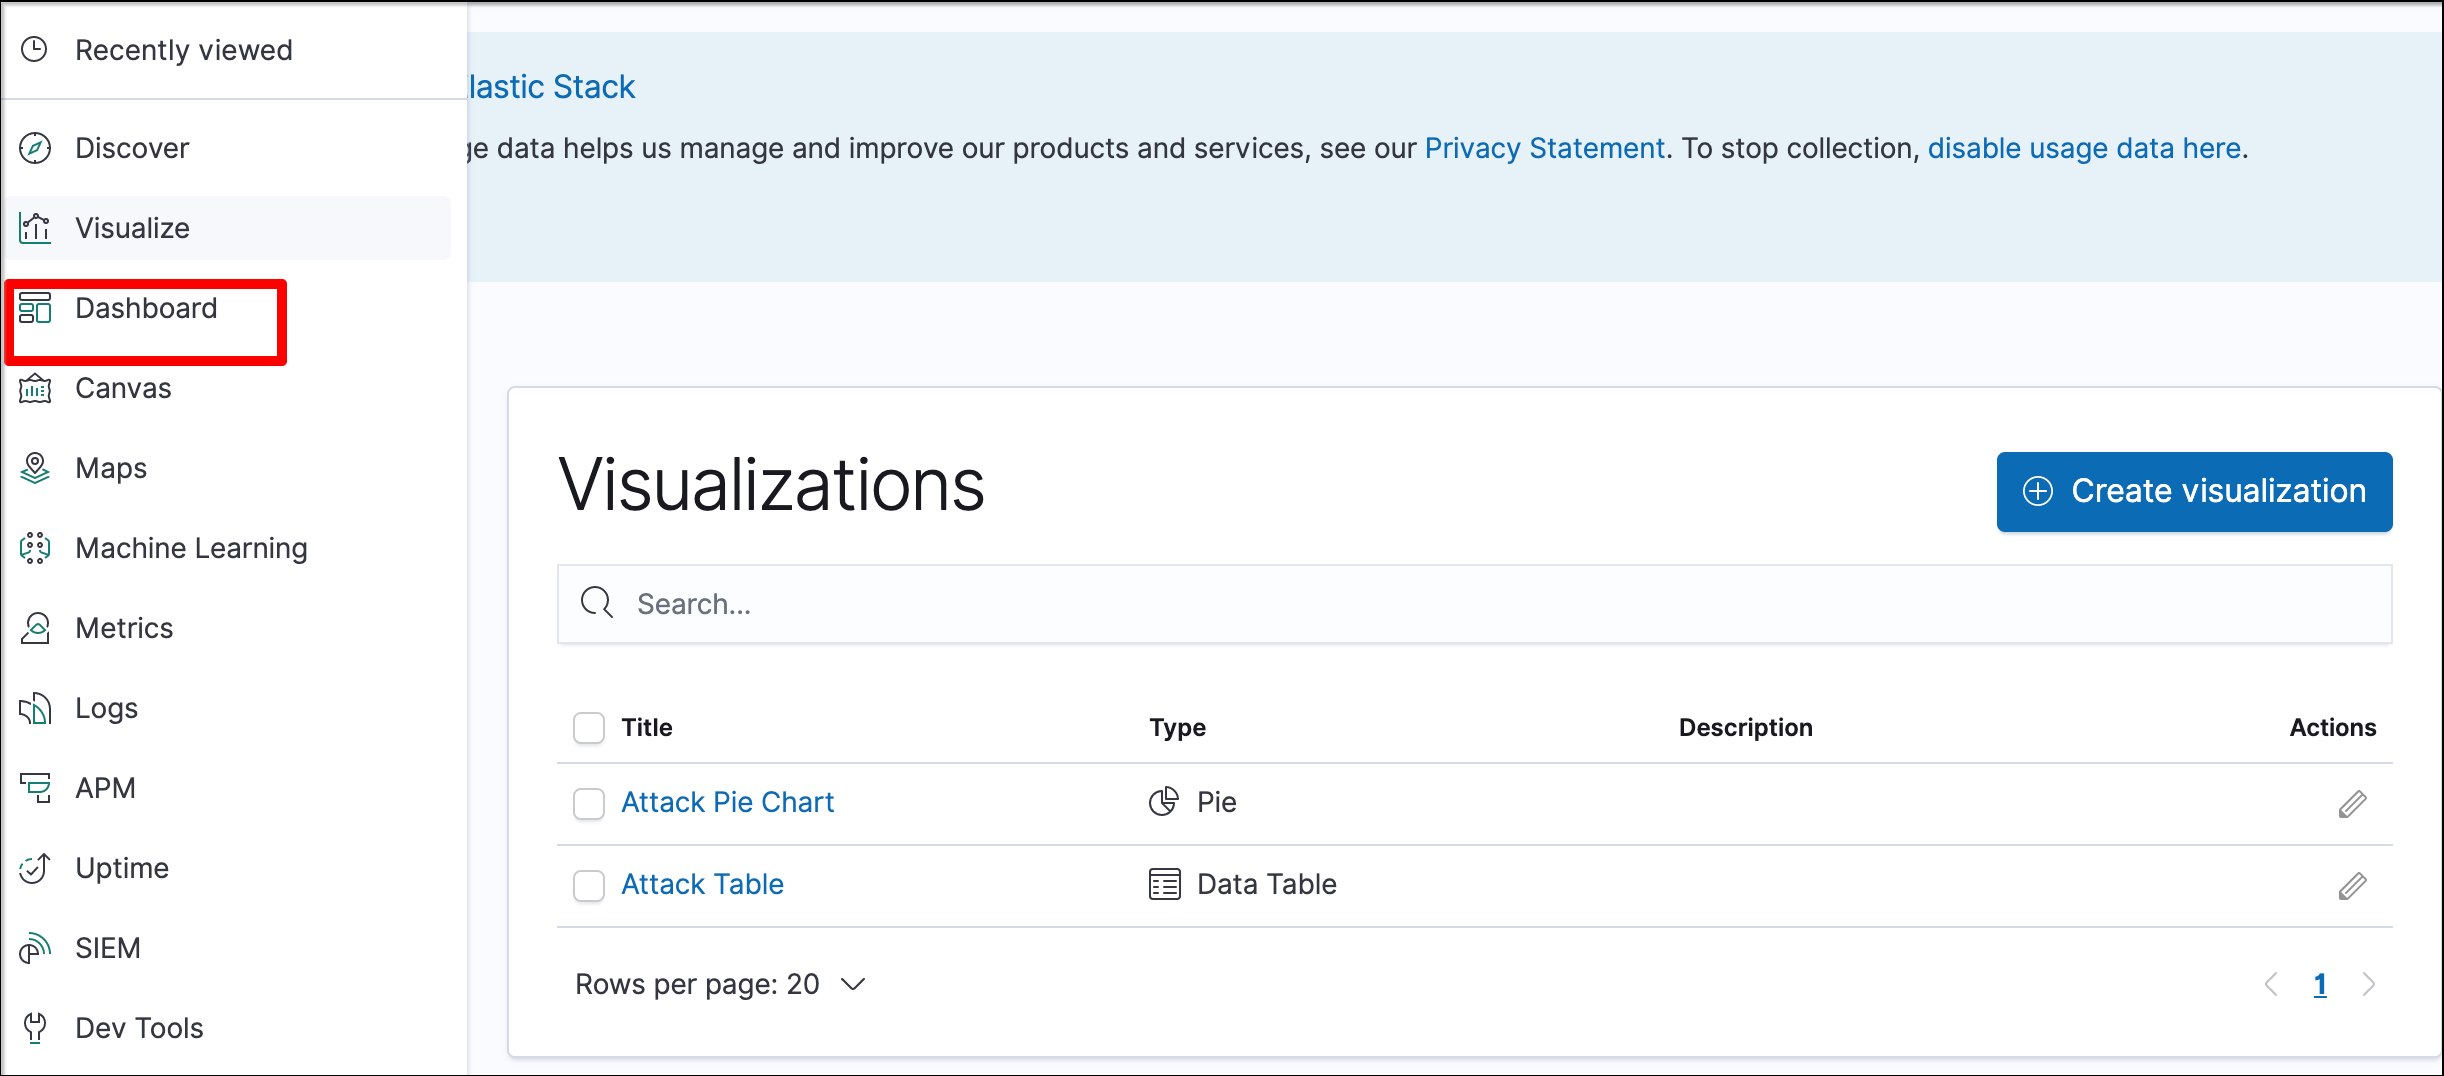 Recently viewed
Discover
Visualize
Dashboard
Canvas
Maps
Machine Learning
Metrics
Logs
APM
Uptime
SIEM
Dev Tools
lastic Stack
ge data helps us manage and improve our products and services, see our Privacy Statement. To stop collection, disable usage data here.
Visualizations
Create visualization
Search...
Title Type Description Actions
Attack Pie Chart Pie
Attack Table Data Table
Rows per page: 20
1